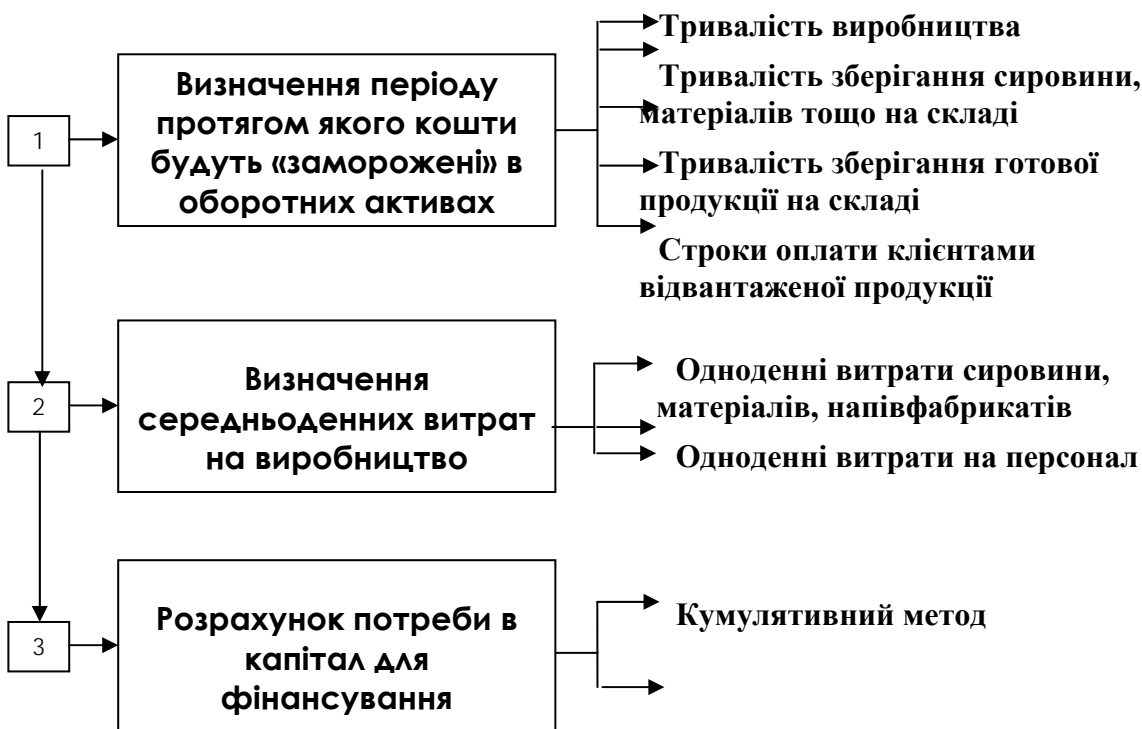 1
Визначення періоду
протягом якого кошти
будуть «заморожені» в
оборотних активах
Тривалість виробництва
Тривалість зберігання сировини,
матеріалів тощо на складі
Тривалість зберігання готової
продукції на складі
Строки оплати клієнтами
відвантаженої продукції
2
Визначення
середньоденних витрат
на виробництво
Одноденні витрати сировини,
матеріалів, напівфабрикатів
Одноденні витрати на персонал
3
Розрахунок потреби в
капітал для
фінансування
Кумулятивний метод